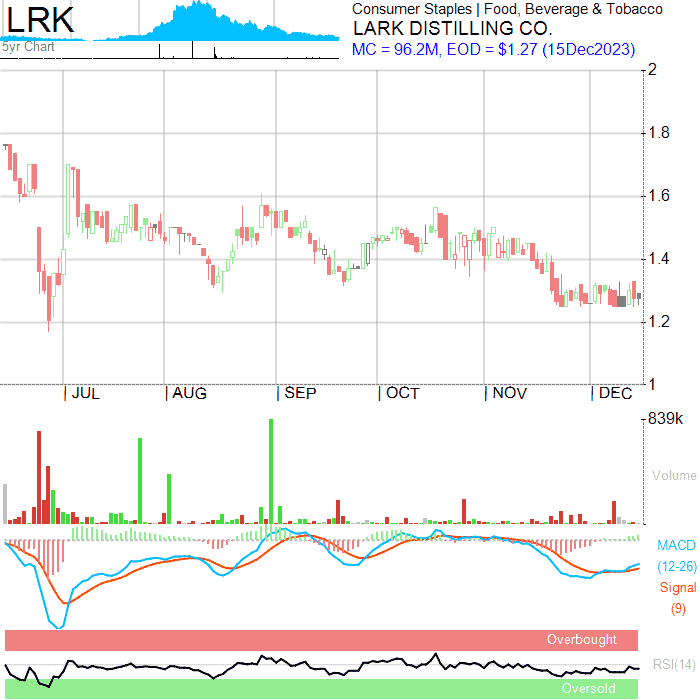 LRK
5yr Chart
Consumer Staples | Food, Beverage & Tobacco
LARK DISTILLING CO.
MC = 96.2M, EOD = $1.27 (15Dec2023)
2
1.8
1.6
1.4
1.2
1
JUL
AUG
SEP
OCT
NOV
DEC
839k
Volume
MACD
(12-26)
Signal
(9)
Overbought
RSI(14)
Oversold